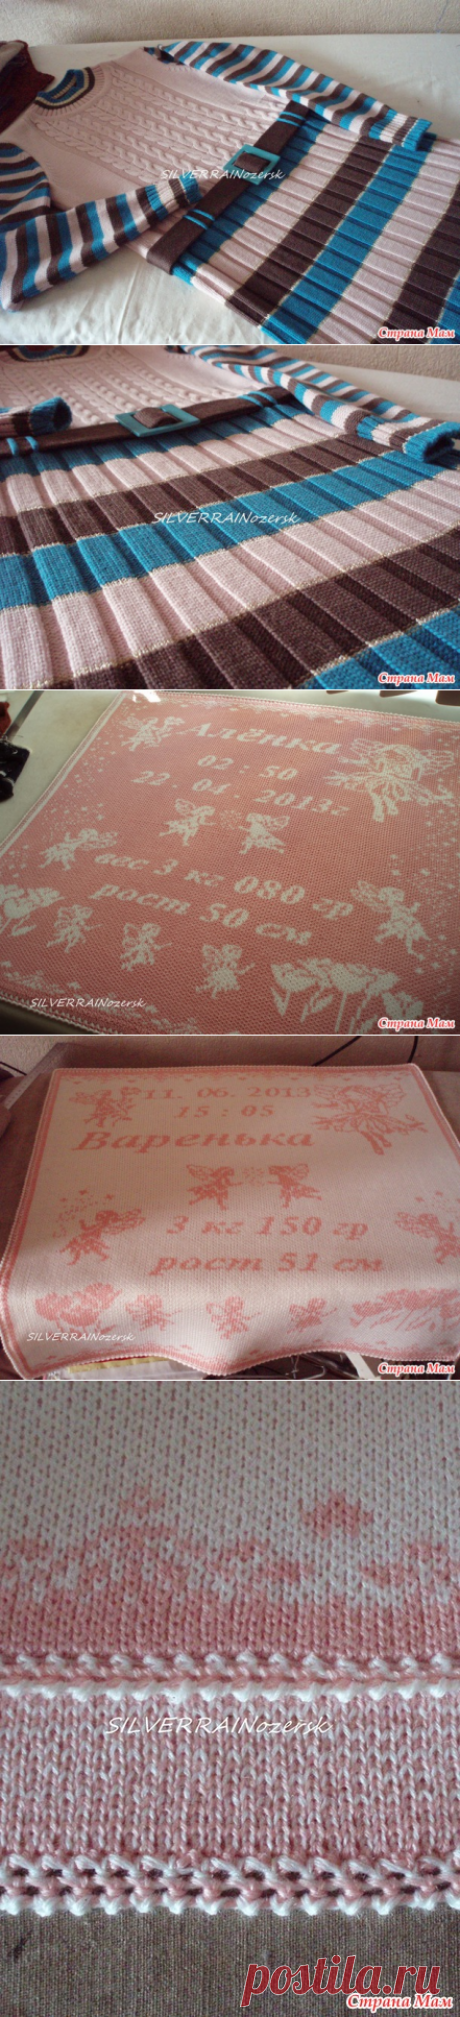 SILVERRAINozersk
Страна Мам
SILVERRAINozersk
Страна Мам
Алёнка
02 : 50
22 . 04 . 2013г
вес 3 кг 080 гр
рост 50 см
SILVERRAINozersk
Страна Мам
11. 06. 2013
15 : 05
Варенька
3 кг 150 гр
рост 51 см
SILVERRAINozersk
Страна Мам
SILVERRAINozersk
postila.ru
Страна Мам